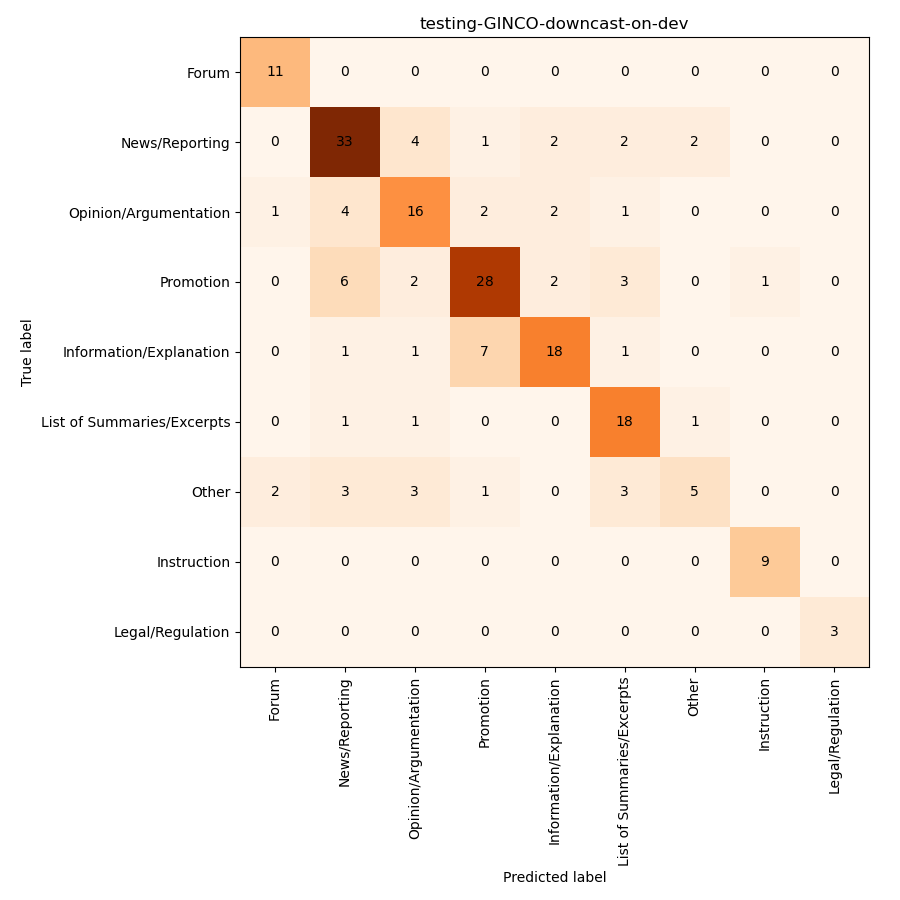 testing-GINCO-downcast-on-dev
True label
Forum 11 0 0 0 0 0 0 0 0
News/Reporting 0 33 4 1 2 2 2 0 0
Opinion/Argumentation 1 4 16 2 2 1 0 0 0
Promotion 0 6 2 28 2 3 0 1 0
Information/Explanation 0 1 1 7 18 1 0 0 0
List of Summaries/Excerpts 0 1 1 0 0 18 1 0 0
Other 2 3 3 1 0 3 5 0 0
Instruction 0 0 0 0 0 0 0 9 0
Legal/Regulation 0 0 0 0 0 0 0 0 3
Forum
News/Reporting
Opinion/Argumentation
Promotion
Information/Explanation
List of Summaries/Excerpts
Other
Instruction
Legal/Regulation
Predicted label